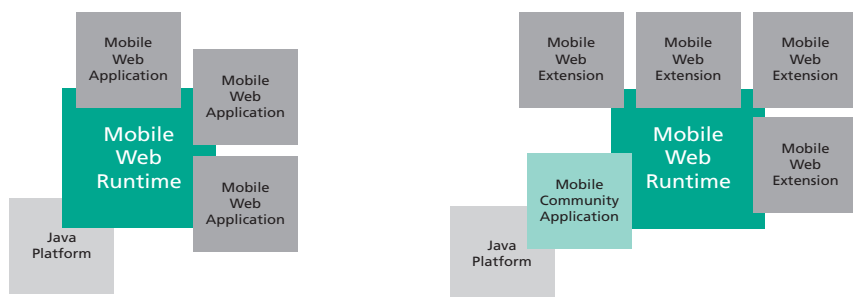 Mobile
Web
Application
Mobile
Web
Application
Mobile
Web
Runtime
Mobile
Web
Application
Java
Platform
Mobile
Web
Extension
Mobile
Web
Extension
Mobile
Web
Extension
Mobile
Web
Runtime
Mobile
Web
Extension
Mobile
Community
Application
Java
Platform